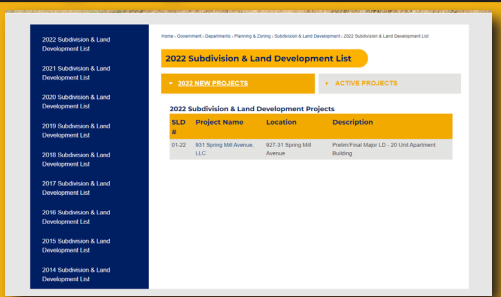 Home › Government › Departments › Planning & Zoning › Subdivision & Land Development › 2022 Subdivision & Land Development List
2022 Subdivision & Land
Development List
2021 Subdivision & Land
Development List
2020 Subdivision & Land
Development List
2019 Subdivision & Land
Development List
2018 Subdivision & Land
Development List
2017 Subdivision & Land
Development List
2016 Subdivision & Land
Development List
2015 Subdivision & Land
Development List
2014 Subdivision & Land
Development List
2022 Subdivision & Land Development List
2022 NEW PROJECTS
ACTIVE PROJECTS
2022 Subdivision & Land Development Projects
SLD # Project Name Location Description
01-22 931 Spring Mill Avenue, LLC 927-31 Spring Mill Avenue Prelim/Final Major LD - 20 Unit Apartment Building